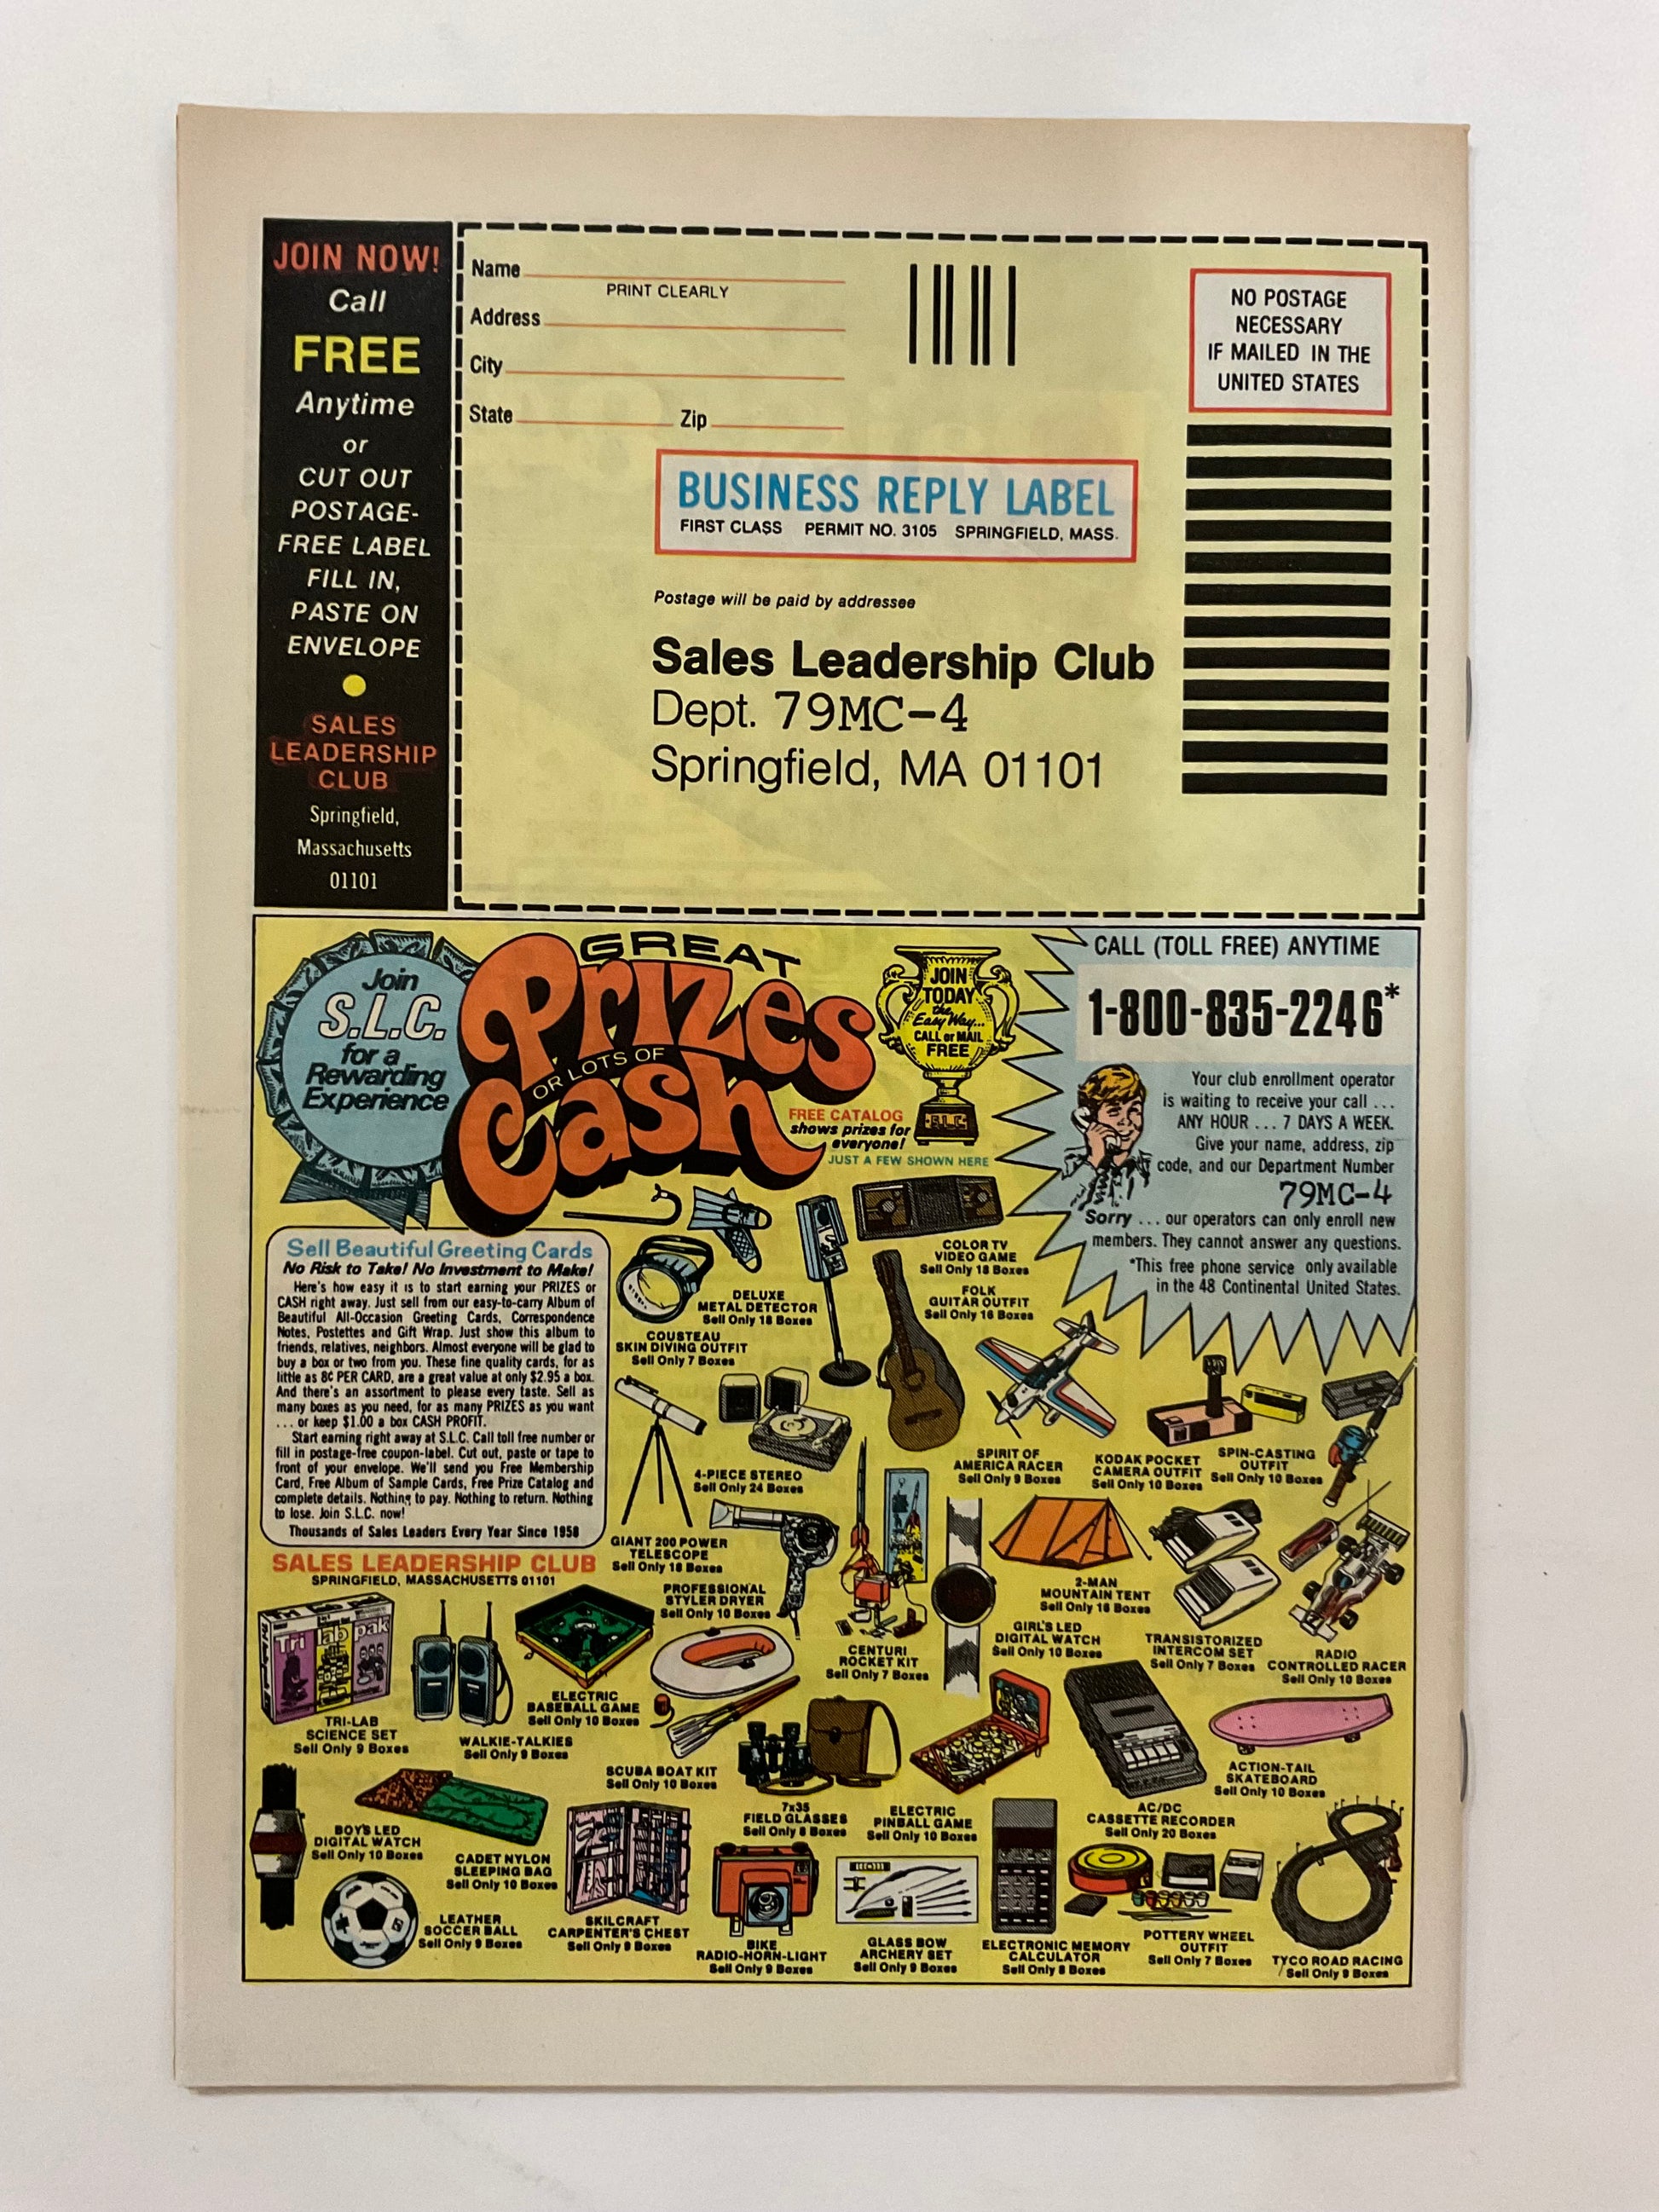 JOIN NOW!
Call
FREE
Anytime
or
CUT OUT
POSTAGE-
FREE LABEL
FILL IN,
PASTE ON
ENVELOPE
SALES
LEADERSHIP
CLUB
Springfield,
Massachusetts
01101
Name
PRINT CLEARLY
Address
City
State Zip
NO POSTAGE
NECESSARY
IF MAILED IN THE
UNITED STATES
BUSINESS REPLY LABEL
FIRST CLASS PERMIT NO. 3105 SPRINGFIELD, MASS.
Postage will be paid by addressee
Sales Leadership Club
Dept. 79MC-4
Springfield, MA 01101
Join
S.L.C.
for a
Rewarding
Experience
GREAT
Prizes
OR LOTS OF
Cash
JOIN
TODAY
the
Easy Way...
CALL or MAIL
FREE
S.L.C.
FREE CATALOG
shows prizes for
everyone!
JUST A FEW SHOWN HERE
CALL (TOLL FREE) ANYTIME
1-800-835-2246*
Your club enrollment operator
is waiting to receive your call ...
ANY HOUR ... 7 DAYS A WEEK.
Give your name, address, zip
code, and our Department Number
79MC-4
Sorry ... our operators can only enroll new
members. They cannot answer any questions.
*This free phone service only available
in the 48 Continental United States.
Sell Beautiful Greeting Cards
No Risk to Take! No Investment to Make!
Here's how easy it is to start earning your PRIZES or
CASH right away. Just sell from our easy-to-carry Album of
Beautiful All-Occasion Greeting Cards, Correspondence
Notes, Postettes and Gift Wrap. Just show this album to
friends, relatives, neighbors. Almost everyone will be glad to
buy a box or two from you. These fine quality cards, for as
little as 8¢ PER CARD, are a great value at only $2.95 a box.
And there's an assortment to please every taste. Sell as
many boxes as you need, for as many PRIZES as you want
... or keep $1.00 a box CASH PROFIT.
Start earning right away at S.L.C. Call toll free number or
fill in postage-free coupon-label. Cut out, paste or tape to
front of your envelope. We'll send you Free Membership
Card, Free Album of Sample Cards, Free Prize Catalog and
complete details. Nothing to pay. Nothing to return. Nothing
to lose. Join S.L.C. now!
Thousands of Sales Leaders Every Year Since 1958
SALES LEADERSHIP CLUB
SPRINGFIELD, MASSACHUSETTS 01101
COLOR TV
VIDEO GAME
Sell Only 18 Boxes
DELUXE
METAL DETECTOR
Sell Only 18 Boxes
FOLK
GUITAR OUTFIT
Sell Only 16 Boxes
COUSTEAU
SKIN DIVING OUTFIT
Sell Only 7 Boxes
4-PIECE STEREO
Sell Only 24 Boxes
SPIRIT OF
AMERICA RACER
Sell Only 9 Boxes
KODAK POCKET
CAMERA OUTFIT
Sell Only 10 Boxes
SPIN-CASTING
OUTFIT
Sell Only 10 Boxes
GIANT 200 POWER
TELESCOPE
Sell Only 18 Boxes
PROFESSIONAL
STYLER DRYER
Sell Only 10 Boxes
CENTURI
ROCKET KIT
Sell Only 7 Boxes
2-MAN
MOUNTAIN TENT
Sell Only 16 Boxes
GIRL'S LED
DIGITAL WATCH
Sell Only 10 Boxes
TRANSISTORIZED
INTERCOM SET
Sell Only 7 Boxes
RADIO
CONTROLLED RACER
Sell Only 10 Boxes
Tri lab pak
TRI-LAB
SCIENCE SET
Sell Only 9 Boxes
WALKIE-TALKIES
Sell Only 9 Boxes
ELECTRIC
BASEBALL GAME
Sell Only 10 Boxes
SCUBA BOAT KIT
Sell Only 10 Boxes
7x35
FIELD GLASSES
Sell Only 8 Boxes
ELECTRIC
PINBALL GAME
Sell Only 10 Boxes
AC/DC
CASSETTE RECORDER
Sell Only 20 Boxes
ACTION-TAIL
SKATEBOARD
Sell Only 10 Boxes
BOY'S LED
DIGITAL WATCH
Sell Only 10 Boxes
CADET NYLON
SLEEPING BAG
Sell Only 10 Boxes
LEATHER
SOCCER BALL
Sell Only 9 Boxes
SKILCRAFT
CARPENTER'S CHEST
Sell Only 9 Boxes
BIKE
RADIO-HORN-LIGHT
Sell Only 9 Boxes
GLASS BOW
ARCHERY SET
Sell Only 9 Boxes
ELECTRONIC MEMORY
CALCULATOR
Sell Only 8 Boxes
POTTERY WHEEL
OUTFIT
Sell Only 7 Boxes
TYCO ROAD RACING
Sell Only 9 Boxes